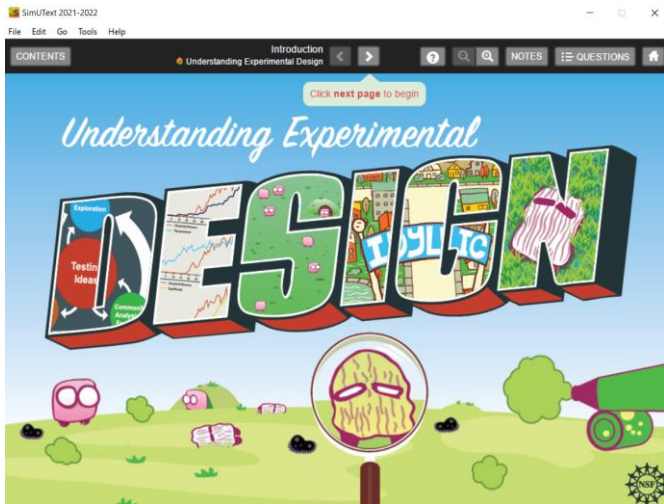 SimUText 2021-2022
File Edit Go Tools Help
CONTENTS
Introduction
Understanding Experimental Design
?
NOTES
QUESTIONS
Click next page to begin
Understanding Experimental
DESIGN
Exploration
Testing
Ideas
IDYLLIC
NSF